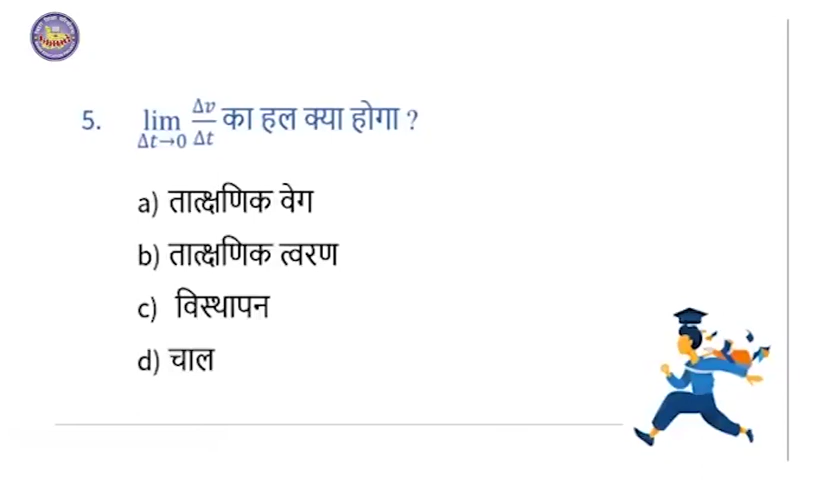 5. lim Δt→0 Δv/Δt का हल क्या होगा ?
a) तात्क्षणिक वेग
b) तात्क्षणिक त्वरण
c) विस्थापन
d) चाल